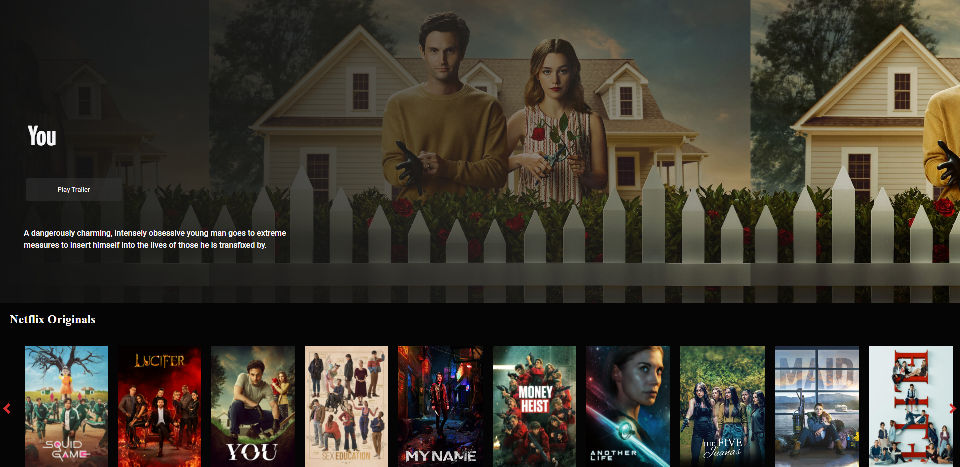 You
Play Trailer
A dangerously charming, intensely obsessive young man goes to extreme
measures to insert himself into the lives of those he is transfixed by.
Netflix Originals
SQUID
GAME
LUCIFER
YOU
SEX EDUCATION
MY NAME
MONEY
HEIST
ANOTHER
LIFE
THE FIVE
Juanas
MAID
ELITE